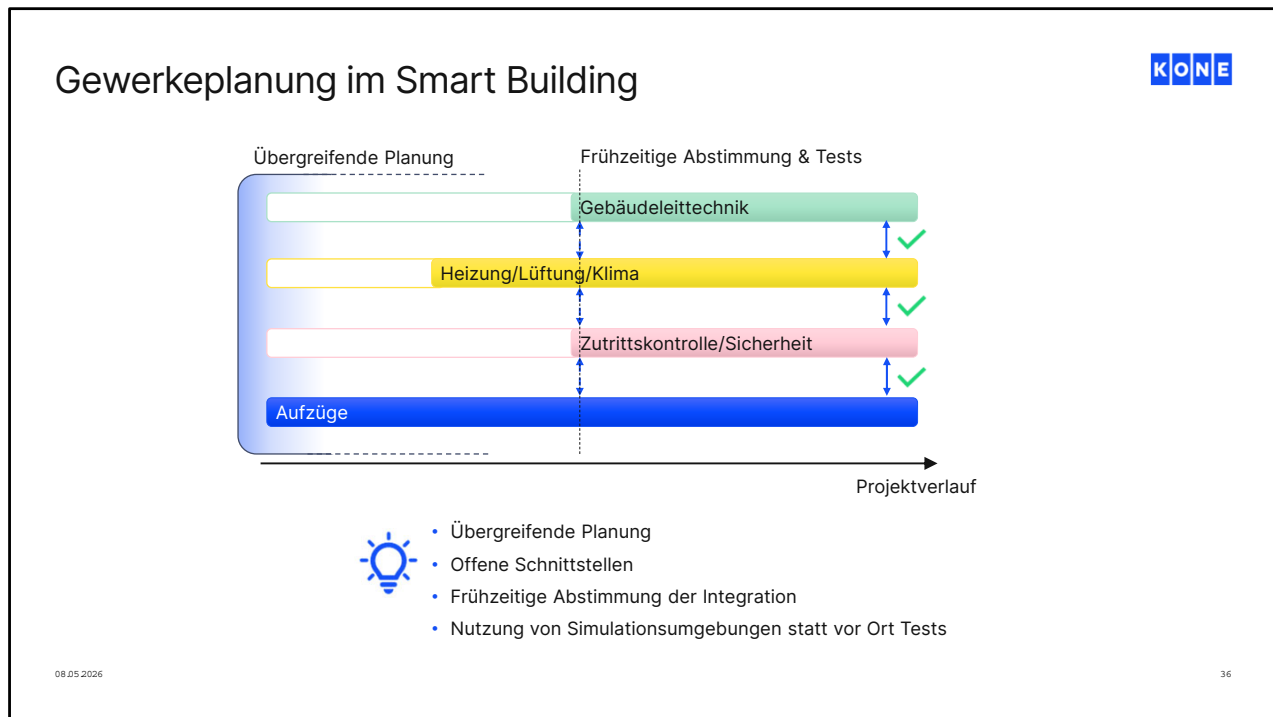 Gewerkeplanung im Smart Building
KONE
Übergreifende Planung
Frühzeitige Abstimmung & Tests
Gebäudeleittechnik
Heizung/Lüftung/Klima
Zutrittskontrolle/Sicherheit
Aufzüge
Projektverlauf
• Übergreifende Planung
• Offene Schnittstellen
• Frühzeitige Abstimmung der Integration
• Nutzung von Simulationsumgebungen statt vor Ort Tests
08.05.2026
36